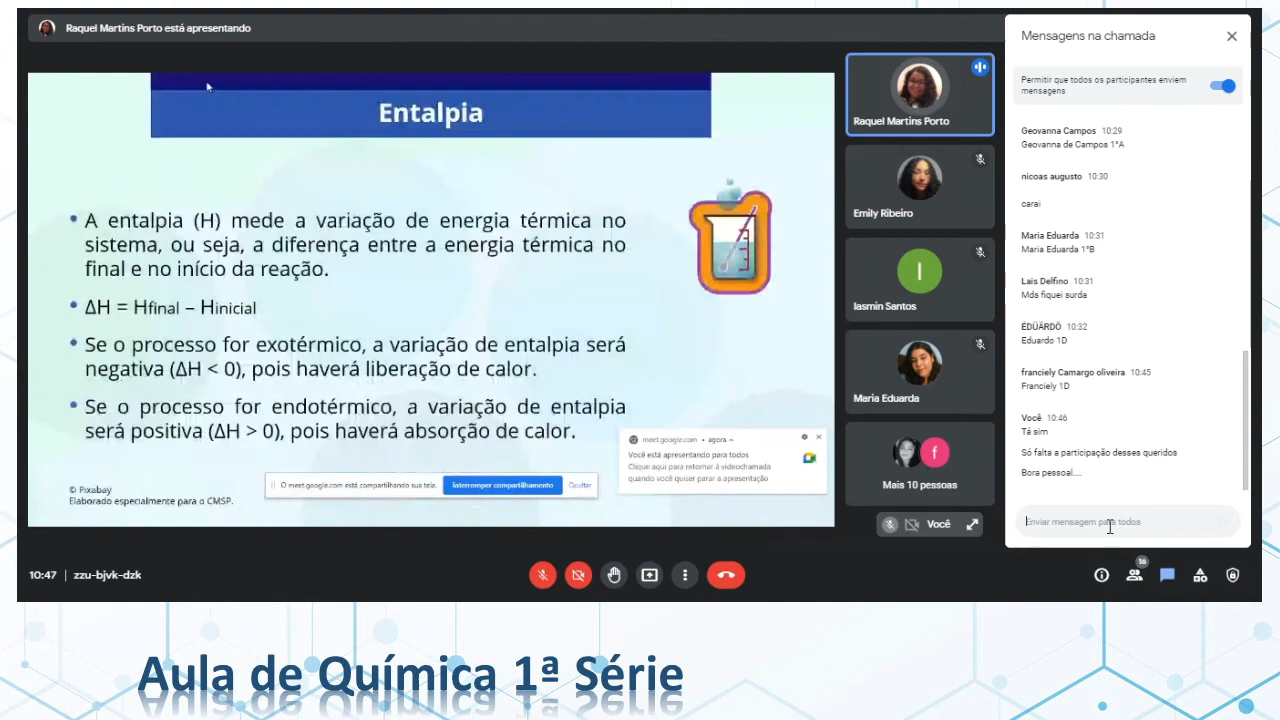 Raquel Martins Porto está apresentando
Entalpia
• A entalpia (H) mede a variação de energia térmica no
sistema, ou seja, a diferença entre a energia térmica no
final e no início da reação.
• ΔH = Hfinal – Hinicial
• Se o processo for exotérmico, a variação de entalpia será
negativa (ΔH < 0), pois haverá liberação de calor.
• Se o processo for endotérmico, a variação de entalpia
será positiva (ΔH > 0), pois haverá absorção de calor.
© Pixabay
Elaborado especialmente para o CMSP.
O meet.google.com está compartilhando sua tela.
Interromper compartilhamento
Ocultar
meet.google.com • agora
Você está apresentando para todos
Clique aqui para retornar à videochamada
quando você quiser parar a apresentação
Raquel Martins Porto
Emily Ribeiro
I
Iasmin Santos
Maria Eduarda
f
Mais 10 pessoas
Você
Mensagens na chamada
Permitir que todos os participantes enviem
mensagens
Geovanna Campos 10:29
Geovanna de Campos 1°A
nicoas augusto 10:30
carai
Maria Eduarda 10:31
Maria Eduarda 1°B
Lais Delfino 10:31
Mds fiquei surda
ÉDÜÄRDÖ 10:32
Eduardo 1D
franciely Camargo oliveira 10:45
Franciely 1D
Você 10:46
Tá sim
Só falta a participação desses queridos
Bora pessoal....
Enviar mensagem para todos
10:47 | zzu-bjvk-dzk
16
Aula de Química 1ª Série